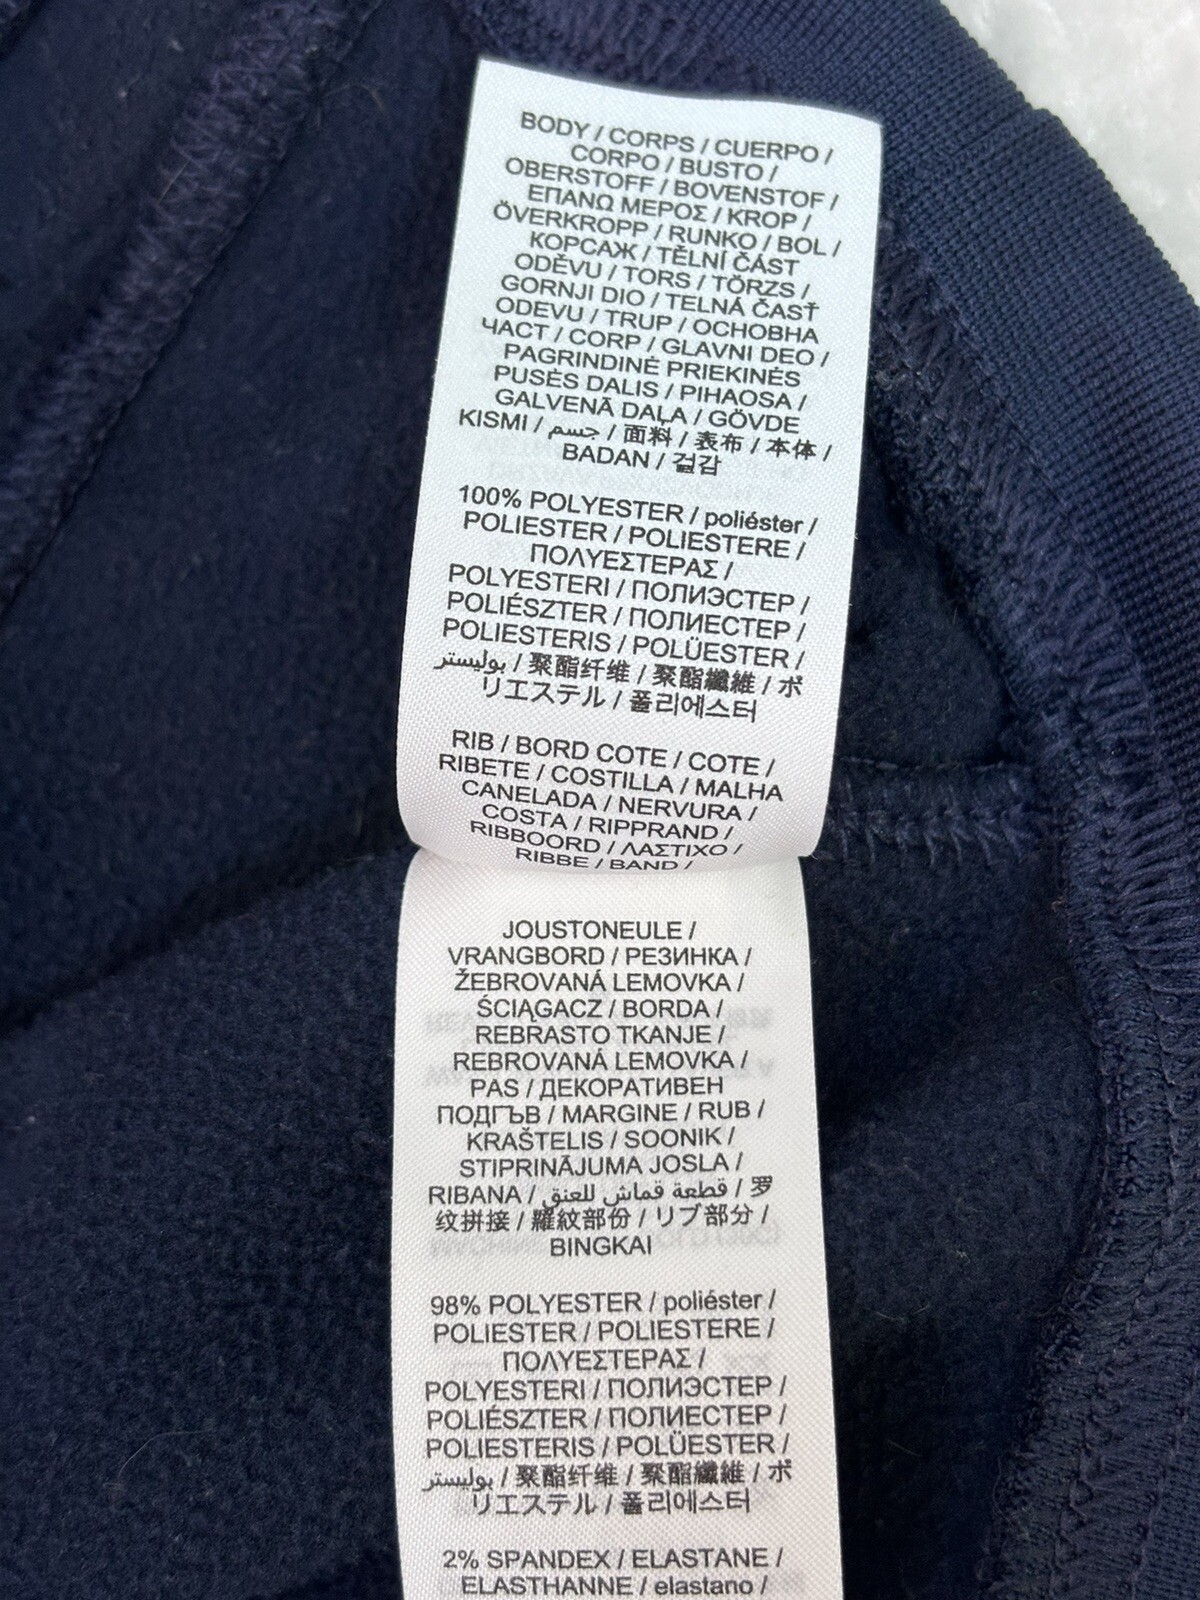 BODY / CORPS / CUERPO /
CORPO / BUSTO /
OBERSTOFF / BOVENSTOF /
ΕΠΑΝΩ ΜΕΡΟΣ / KROP /
ÖVERKROPP / RUNKO / BOL /
КОРСАЖ / TĚLNÍ ČÁST
ODĚVU / TORS / TÖRZS /
GORNJI DIO / TELNÁ ČASŤ
ODEVU / TRUP / ОСНОВНА
ЧАСТ / CORP / GLAVNI DEO /
PAGRINDINĖ PRIEKINĖS
PUSĖS DALIS / PIHAOSA /
GALVENĀ DAĻA / GÖVDE
KISMI / جسم / 面料 / 表布 / 本体 /
BADAN / 겉감
100% POLYESTER / poliéster /
POLIESTER / POLIESTERE /
ΠΟΛΥΕΣΤΕΡΑΣ /
POLYESTERI / ПОЛИЭСТЕР /
POLIÉSZTER / ПОЛИЕСТЕР /
POLIESTERIS / POLÜESTER /
بوليستر / 聚酯纤维 / 聚酯纖維 / ポ
リエステル / 폴리에스터
RIB / BORD COTE / COTE /
RIBETE / COSTILLA / MALHA
CANELADA / NERVURA /
COSTA / RIPPRAND /
RIBBOORD / ΛΑΣΤΙΧΟ /
RIBBE / BAND /
JOUSTONEULE /
VRANGBORD / РЕЗИНКА /
ŽEBROVANÁ LEMOVKA /
ŚCIĄGACZ / BORDA /
REBRASTO TKANJE /
REBROVANÁ LEMOVKA /
PAS / ДЕКОРАТИВЕН
ПОДГЪВ / MARGINE / RUB /
KRAŠTELIS / SOONIK /
STIPRINĀJUMA JOSLA /
RIBANA / قطعة قماش للعنق / 罗
纹拼接 / 羅紋部份 / リブ部分 /
BINGKAI
98% POLYESTER / poliéster /
POLIESTER / POLIESTERE /
ΠΟΛΥΕΣΤΕΡΑΣ /
POLYESTERI / ПОЛИЭСТЕР /
POLIÉSZTER / ПОЛИЕСТЕР /
POLIESTERIS / POLÜESTER /
بوليستر / 聚酯纤维 / 聚酯纖維 / ポ
リエステル / 폴리에스터
2% SPANDEX / ELASTANE /
ELASTHANNE / elastano /